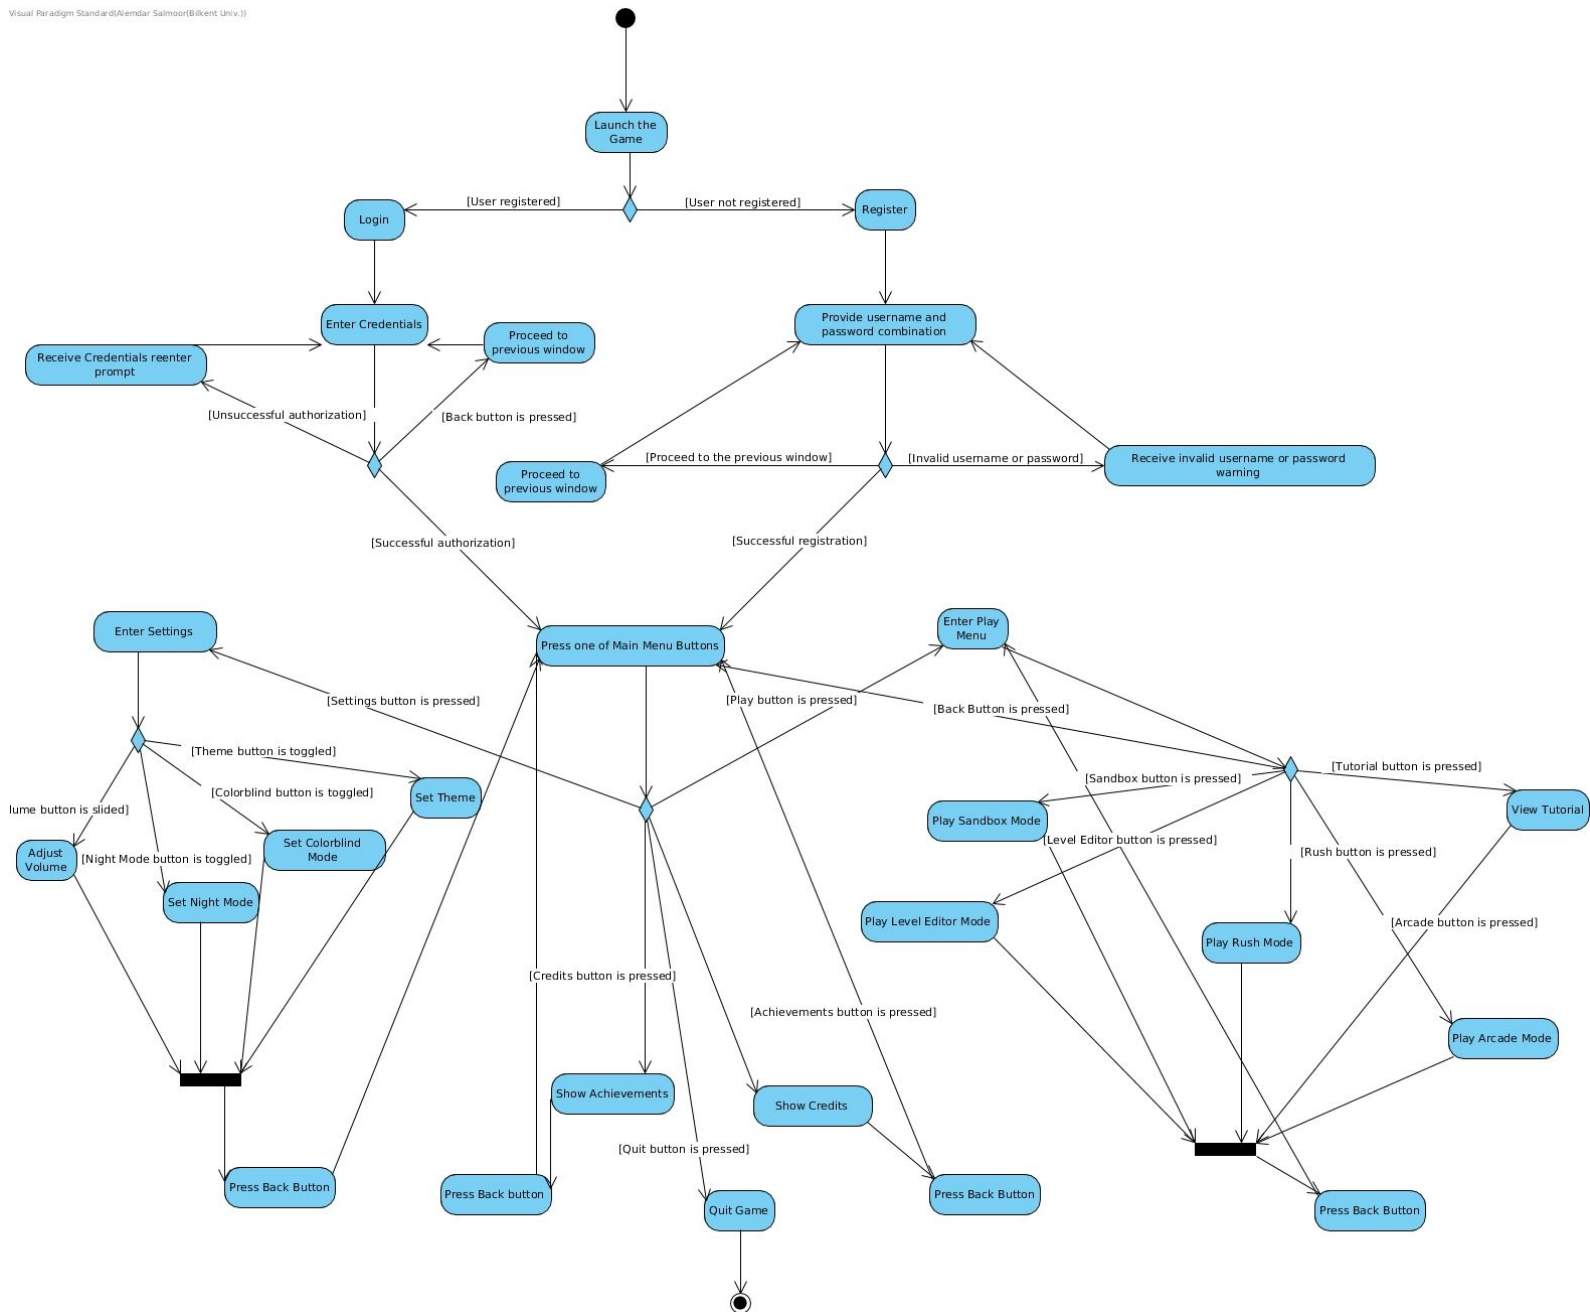 Visual Paradigm Standard(Alemdar Salmoor(Bilkent Univ.))
Launch the
Game
[User registered]
[User not registered]
Login
Register
Enter Credentials
Proceed to
previous window
Provide username and
password combination
Receive Credentials reenter
prompt
[Unsuccessful authorization]
[Back button is pressed]
[Proceed to the previous window]
[Invalid username or password]
Proceed to
previous window
Receive invalid username or password
warning
[Successful authorization]
[Successful registration]
Enter Settings
Press one of Main Menu Buttons
Enter Play
Menu
[Settings button is pressed]
[Play button is pressed]
[Back Button is pressed]
[Theme button is toggled]
[Tutorial button is pressed]
[Sandbox button is pressed]
[Colorblind button is toggled]
Set Theme
lume button is slided]
View Tutorial
Play Sandbox Mode
[Level Editor button is pressed]
Set Colorblind
Mode
Adjust
Volume
[Night Mode button is toggled]
[Rush button is pressed]
Set Night Mode
Play Level Editor Mode
[Arcade button is pressed]
Play Rush Mode
[Credits button is pressed]
[Achievements button is pressed]
Play Arcade Mode
Show Achievements
Show Credits
[Quit button is pressed]
Press Back Button
Press Back button
Press Back Button
Quit Game
Press Back Button